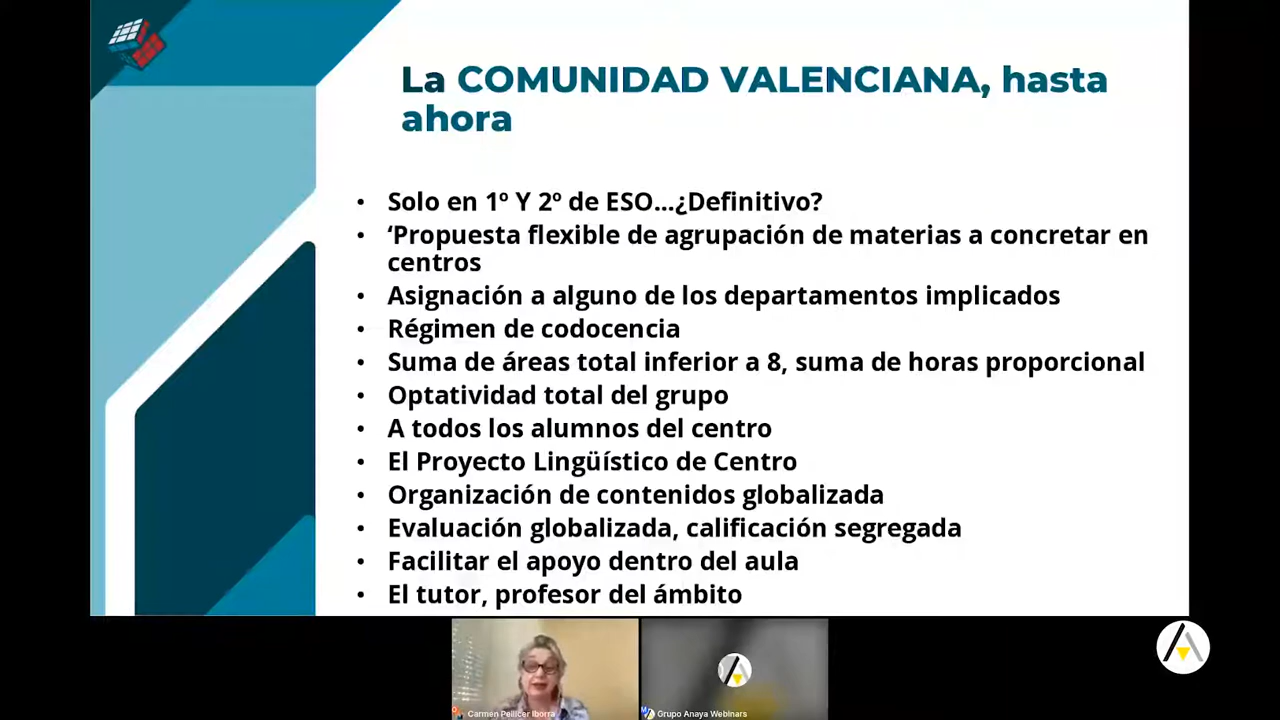 La COMUNIDAD VALENCIANA, hasta
ahora
• Solo en 1º Y 2º de ESO...¿Definitivo?
• ‘Propuesta flexible de agrupación de materias a concretar en
centros
• Asignación a alguno de los departamentos implicados
• Régimen de codocencia
• Suma de áreas total inferior a 8, suma de horas proporcional
• Optatividad total del grupo
• A todos los alumnos del centro
• El Proyecto Lingüístico de Centro
• Organización de contenidos globalizada
• Evaluación globalizada, calificación segregada
• Facilitar el apoyo dentro del aula
• El tutor, profesor del ámbito
Carmen Pellicer Iborra
Grupo Anaya Webinars